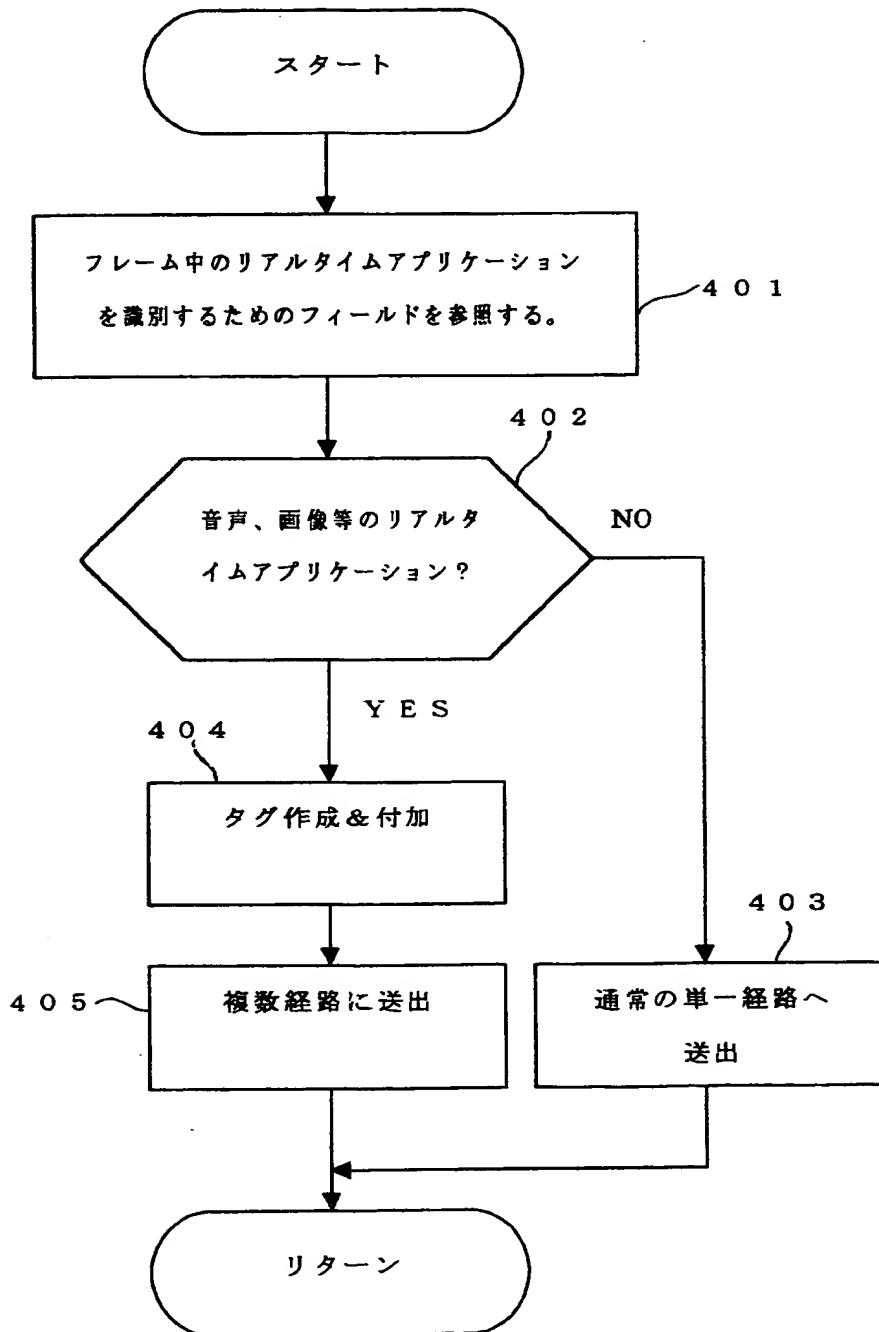 スタート
フレーム中のリアルタイムアプリケーション
を識別するためのフィールドを参照する。
401
402
音声、画像等のリアルタ
イムアプリケーション？
NO
YES
404
タグ作成＆付加
403
405
複数経路に送出
通常の単一経路へ
送出
リターン